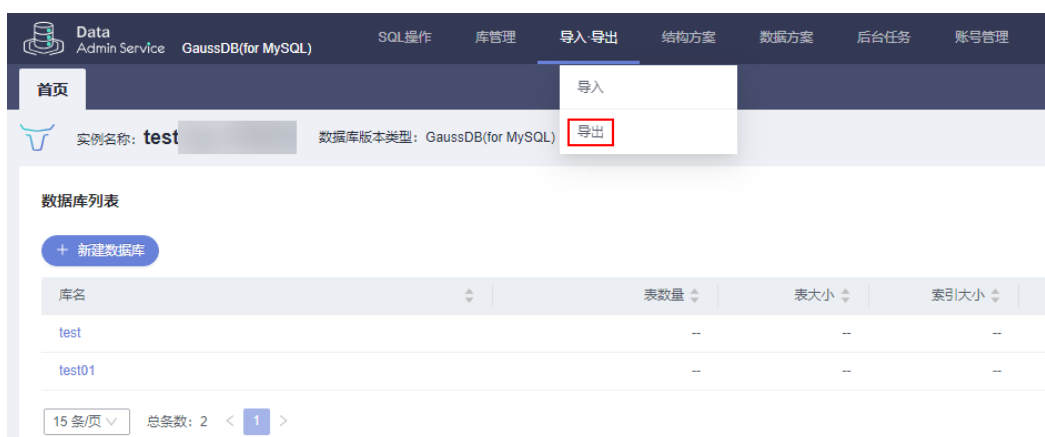 Data
Admin Service GaussDB(for MySQL) SQL操作 库管理 导入·导出 结构方案 数据方案 后台任务 账号管理
首页
导入
导出
实例名称: test 数据库版本类型: GaussDB(for MySQL)
数据库列表
+ 新建数据库
库名 表数量 表大小 索引大小
test -- -- --
test01 -- -- --
15 条/页 总条数: 2 < 1 >